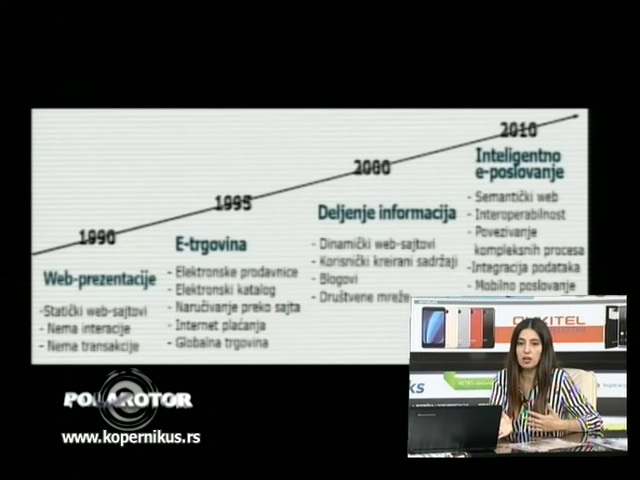 2010
Inteligentno
e-poslovanje
- Semantički web
- Interoperabilnost
- Povezivanje
kompleksnih procesa
-Integracija podataka
- Mobilno poslovanje
2000
Deljenje informacija
- Dinamički web-sajtovi
- Korisnički kreirani sadržaji
- Blogovi
- Društvene mreže
1995
E-trgovina
- Elektronske prodavnice
- Elektronski katalog
- Naručivanje preko sajta
- Internet plaćanja
- Globalna trgovina
1990
Web-prezentacije
-Statički web-sajtovi
- Nema interacije
- Nema transakcije
OUKITEL
POLAROTOR
www.kopernikus.rs